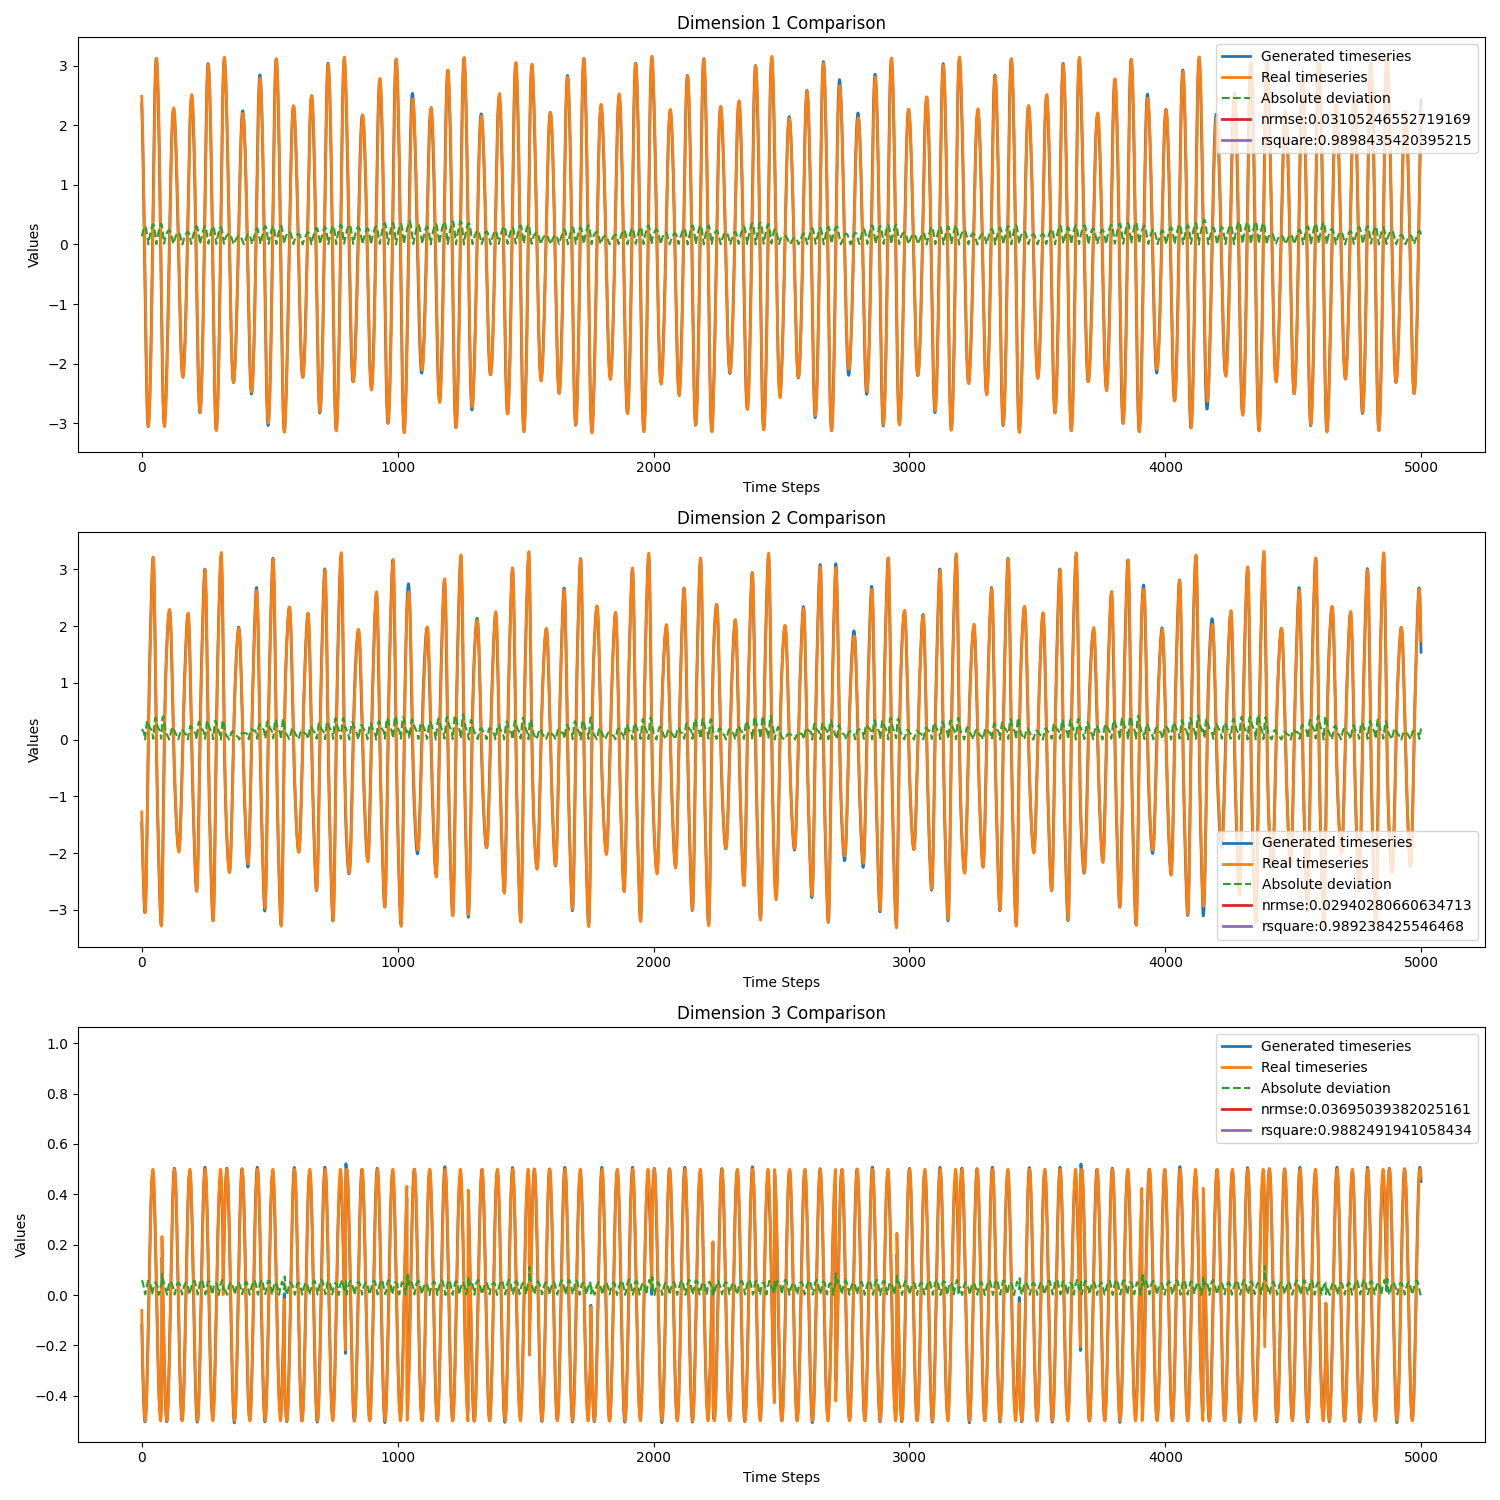 Dimension 1 Comparison
Generated timeseries
Real timeseries
Absolute deviation
nrmse:0.03105246552719169
rsquare:0.9898435420395215
3
2
1
0
−1
−2
−3
Values
0
1000
2000
3000
4000
5000
Time Steps
Dimension 2 Comparison
3
2
1
0
−1
−2
−3
Values
Generated timeseries
Real timeseries
Absolute deviation
nrmse:0.02940280660634713
rsquare:0.989238425546468
0
1000
2000
3000
4000
5000
Time Steps
Dimension 3 Comparison
Generated timeseries
Real timeseries
Absolute deviation
nrmse:0.03695039382025161
rsquare:0.9882491941058434
1.0
0.8
0.6
0.4
0.2
0.0
−0.2
−0.4
Values
0
1000
2000
3000
4000
5000
Time Steps